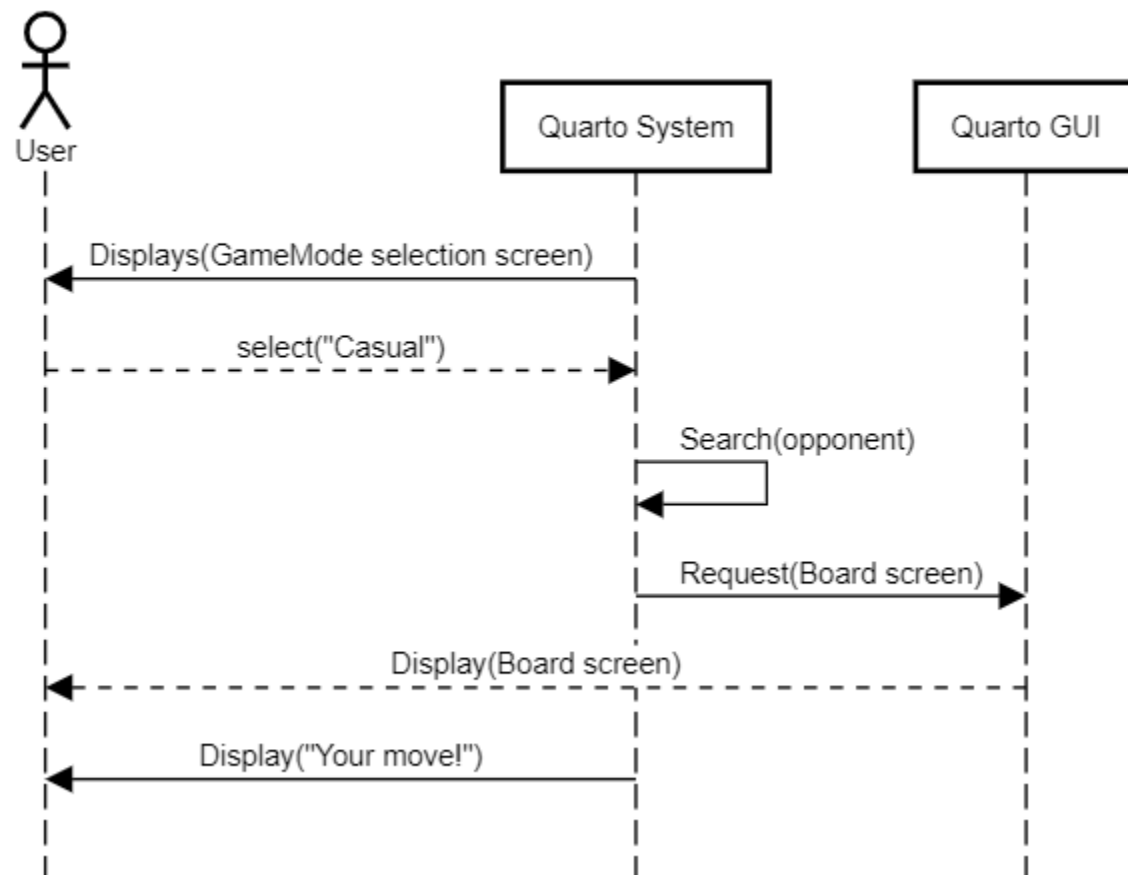 User
Quarto System
Quarto GUI
Displays(GameMode selection screen)
select("Casual")
Search(opponent)
Request(Board screen)
Display(Board screen)
Display("Your move!")